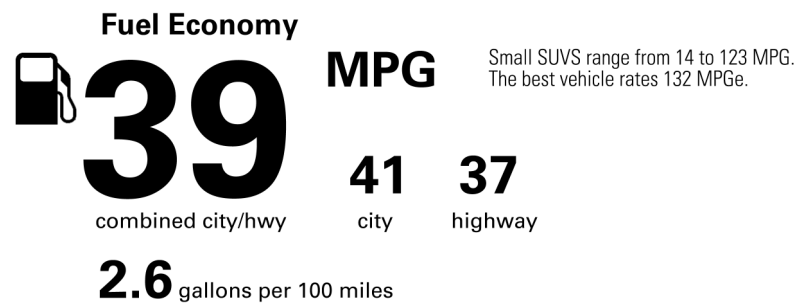 Fuel Economy
39
MPG
Small SUVS range from 14 to 123 MPG.
The best vehicle rates 132 MPGe.
combined city/hwy
41
city
37
highway
2.6 gallons per 100 miles